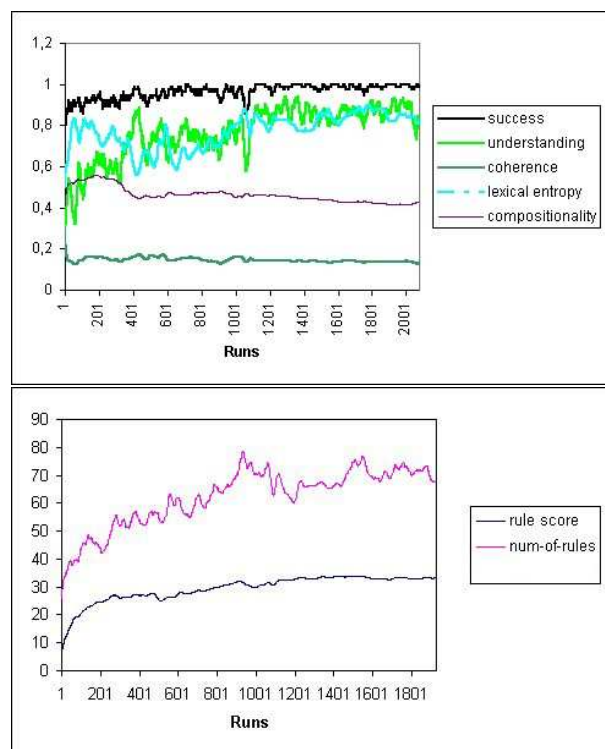 1,2
1
0,8
0,6
0,4
0,2
0
1
201
401
601
801
1001
1201
1401
1601
1801
2001
Runs
success
understanding
coherence
lexical entropy
compositionality
90
80
70
60
50
40
30
20
10
0
1 201 401 601 801 1001 1201 1401 1601 1801
Runs
rule score
num-of-rules